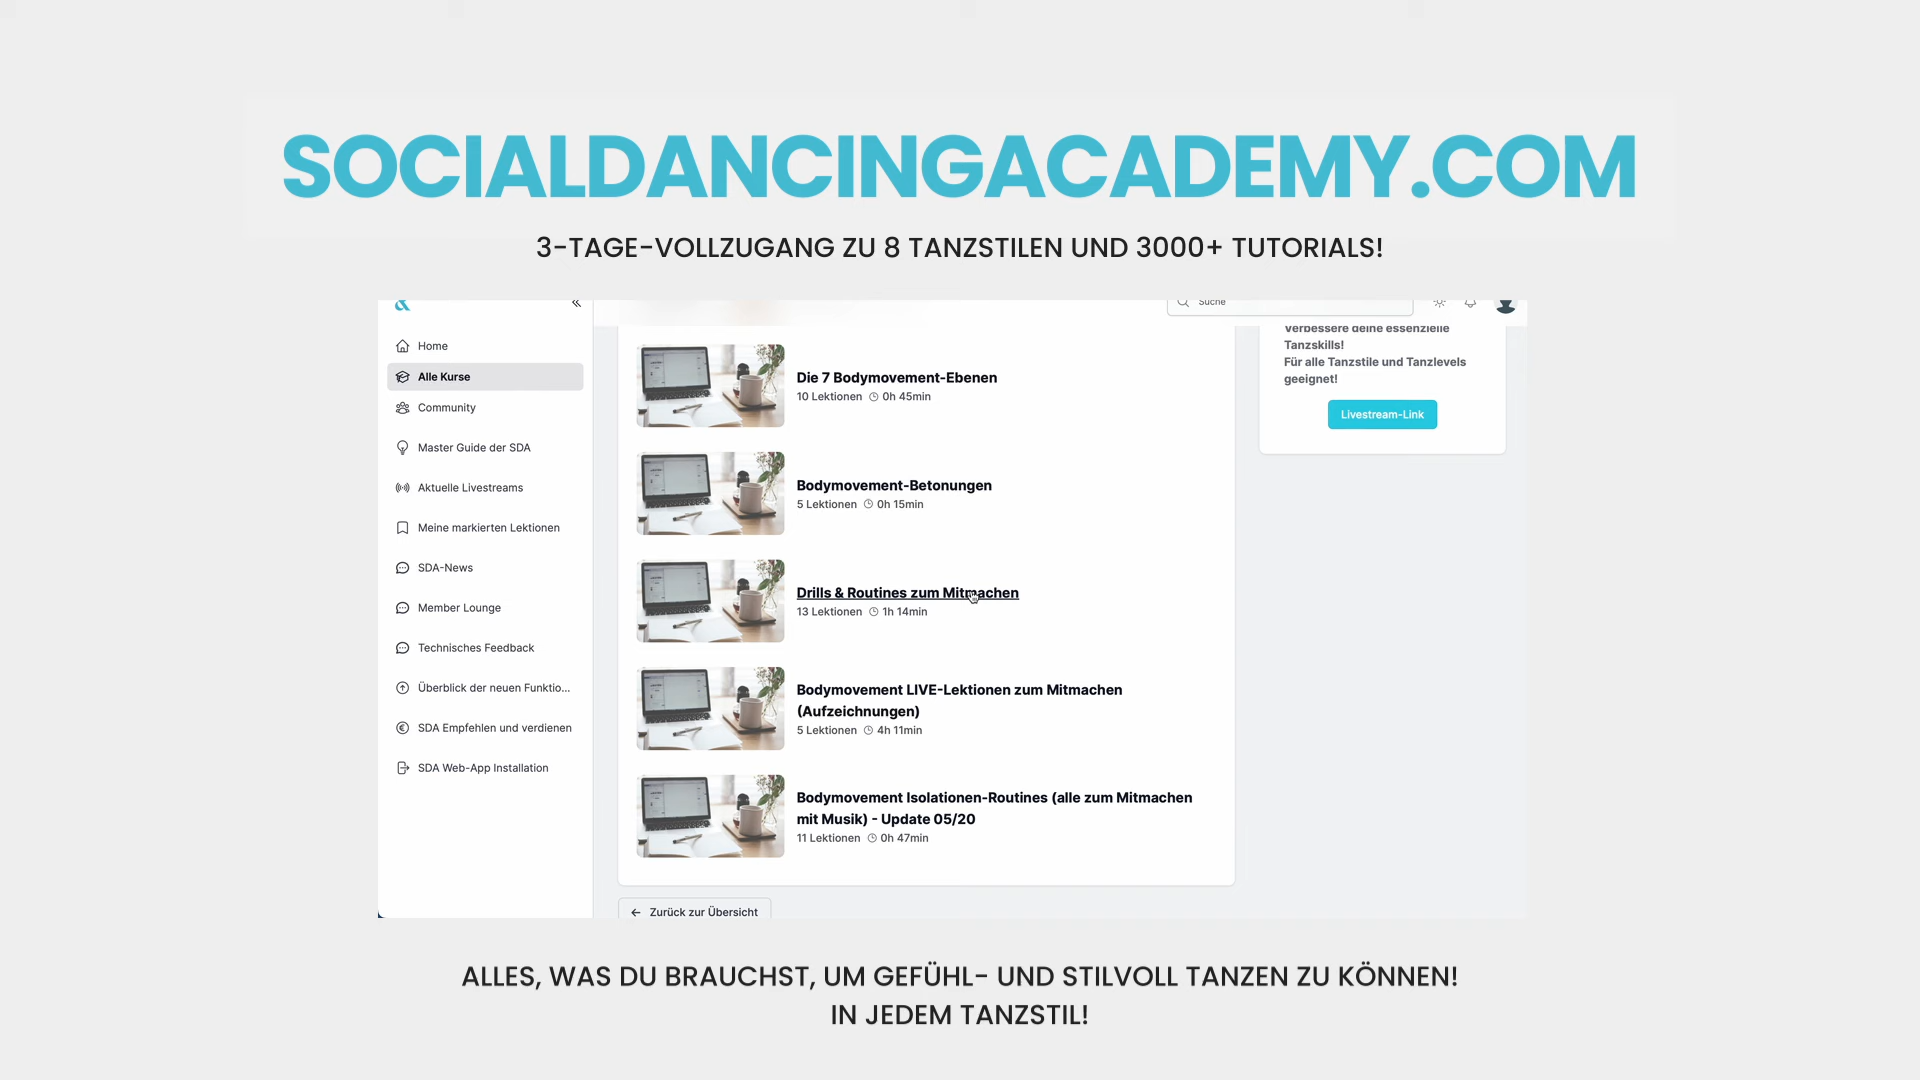 SOCIALDANCINGACADEMY.COM
3-TAGE-VOLLZUGANG ZU 8 TANZSTILEN UND 3000+ TUTORIALS!
Suche
Home
Alle Kurse
Community
Master Guide der SDA
Aktuelle Livestreams
Meine markierten Lektionen
SDA-News
Member Lounge
Technisches Feedback
Überblick der neuen Funktio...
SDA Empfehlen und verdienen
SDA Web-App Installation
Die 7 Bodymovement-Ebenen
10 Lektionen 0h 45min
Bodymovement-Betonungen
5 Lektionen 0h 15min
Drills & Routines zum Mitmachen
13 Lektionen 1h 14min
Bodymovement LIVE-Lektionen zum Mitmachen
(Aufzeichnungen)
5 Lektionen 4h 11min
Bodymovement Isolationen-Routines (alle zum Mitmachen
mit Musik) - Update 05/20
11 Lektionen 0h 47min
Zurück zur Übersicht
Verbessere deine essenzielle
Tanzskills!
Für alle Tanzstile und Tanzlevels
geeignet!
Livestream-Link
ALLES, WAS DU BRAUCHST, UM GEFÜHL- UND STILVOLL TANZEN ZU KÖNNEN!
IN JEDEM TANZSTIL!